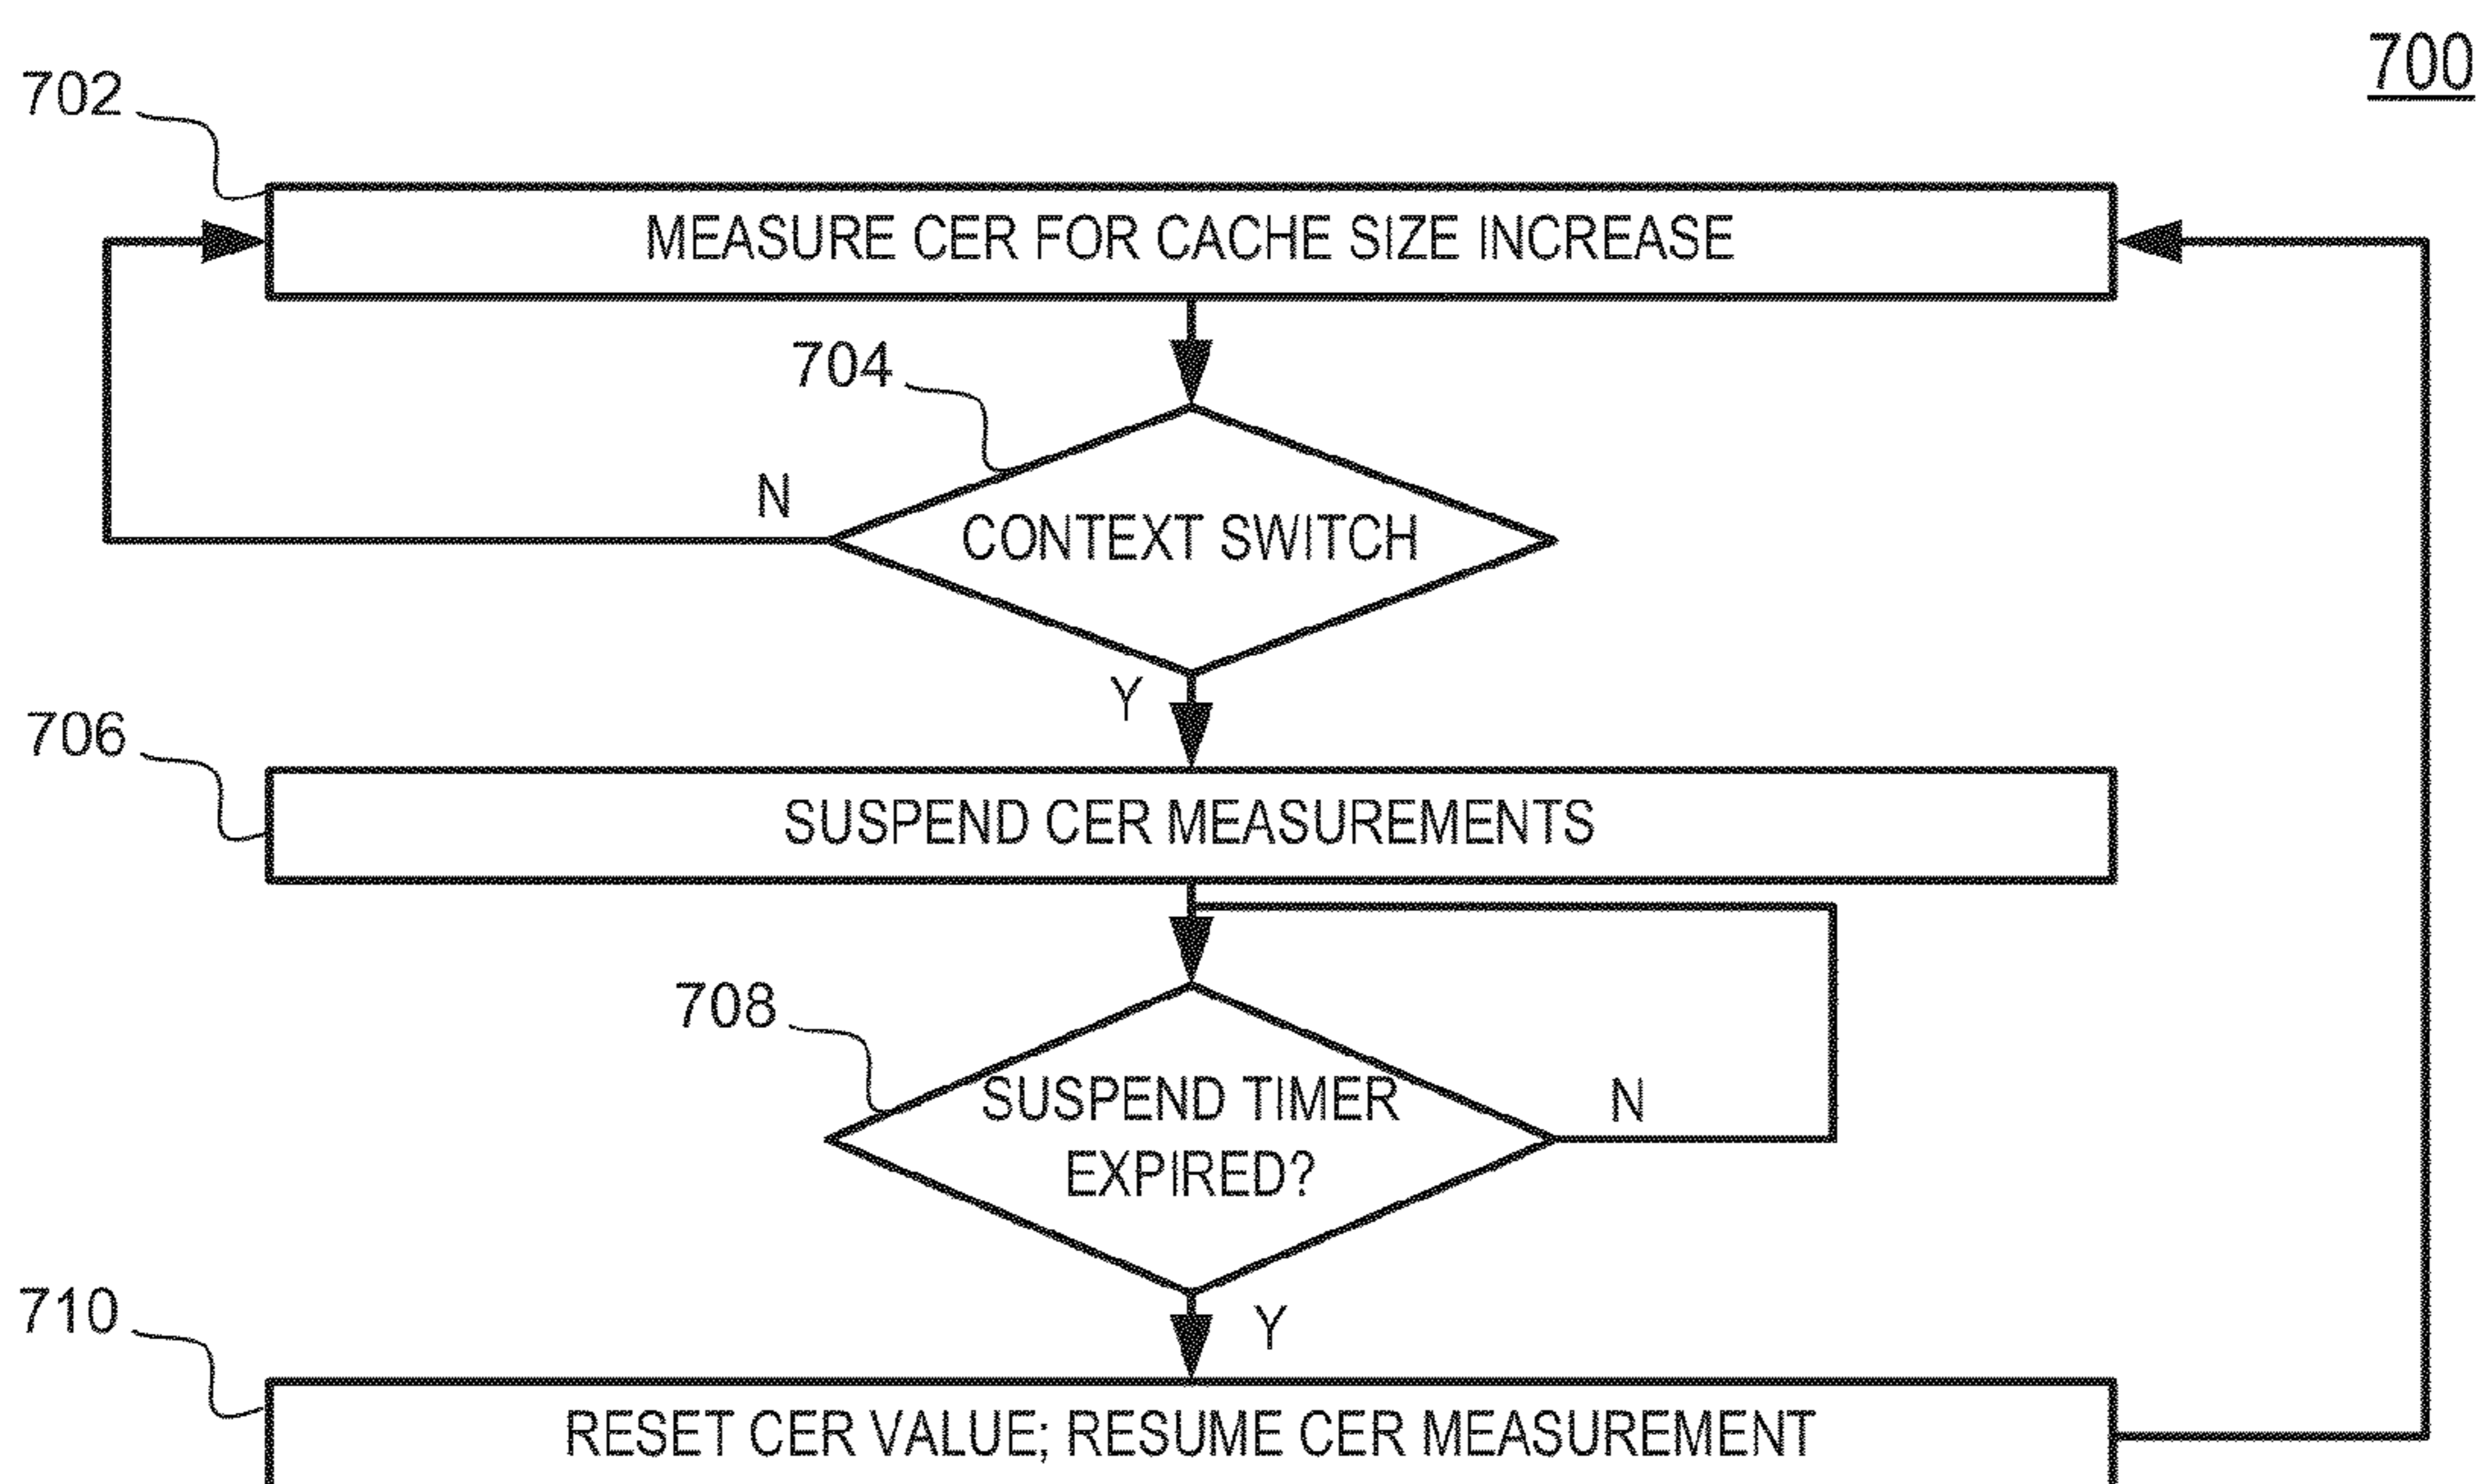 700
702
MEASURE CER FOR CACHE SIZE INCREASE
704
N
CONTEXT SWITCH
Y
706
SUSPEND CER MEASUREMENTS
708
SUSPEND TIMER
EXPIRED?
N
Y
710
RESET CER VALUE; RESUME CER MEASUREMENT